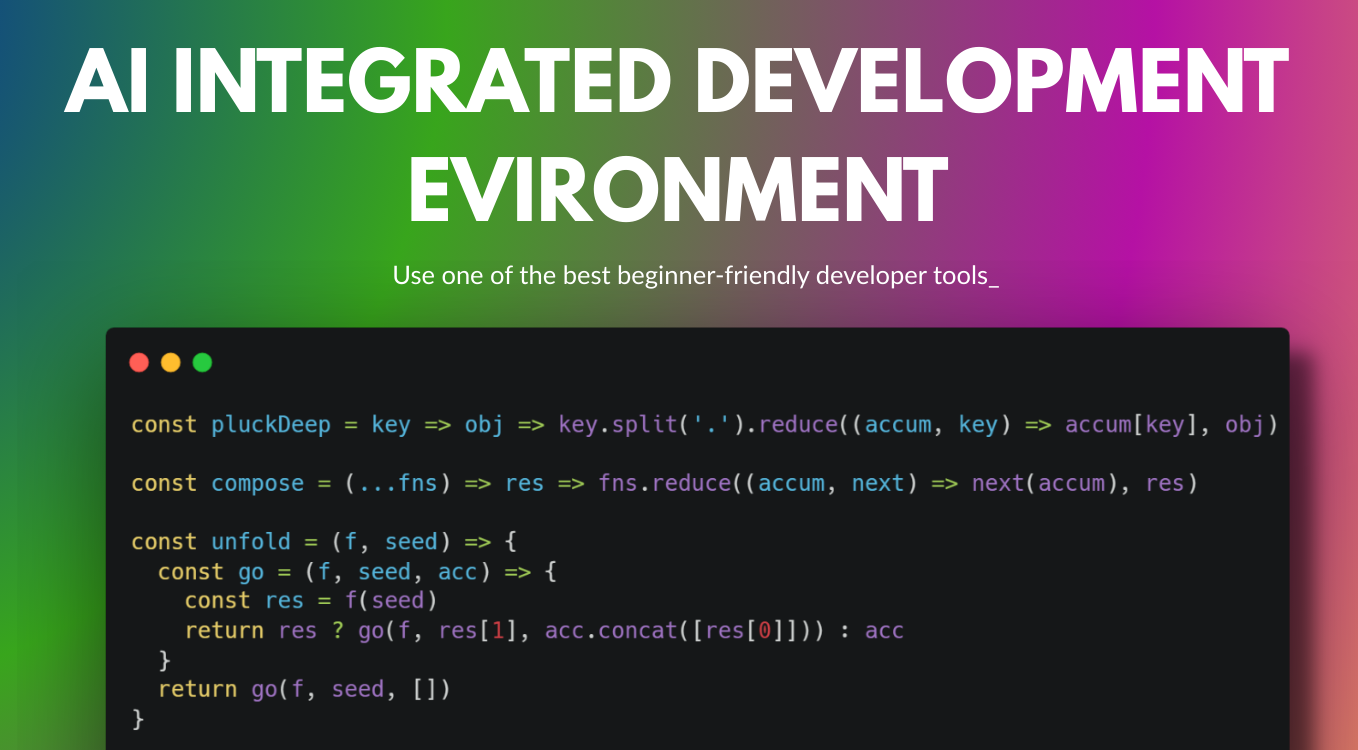 AI INTEGRATED DEVELOPMENT
EVIRONMENT
Use one of the best beginner-friendly developer tools_
const pluckDeep = key => obj => key.split('.').reduce((accum, key) => accum[key], obj)
const compose = (...fns) => res => fns.reduce((accum, next) => next(accum), res)
const unfold = (f, seed) => {
  const go = (f, seed, acc) => {
    const res = f(seed)
    return res ? go(f, res[1], acc.concat([res[0]])) : acc
  }
  return go(f, seed, [])
}